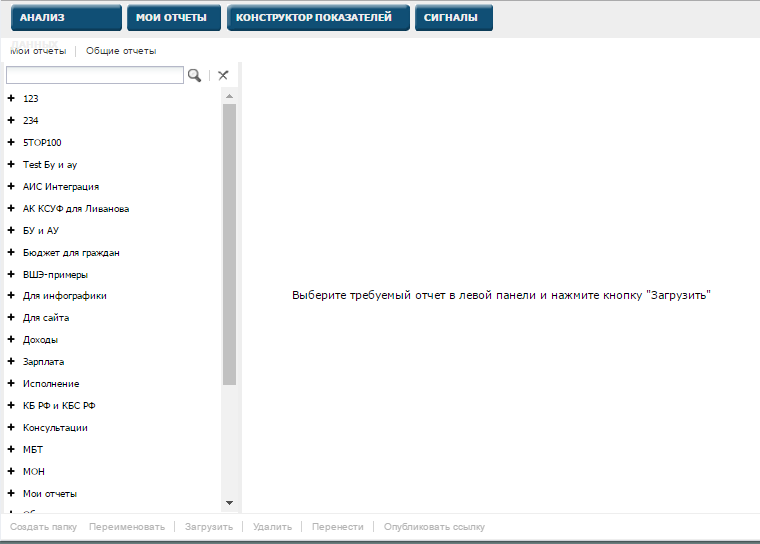 АНАЛИЗ МОИ ОТЧЕТЫ КОНСТРУКТОР ПОКАЗАТЕЛЕЙ СИГНАЛЫ
Мои отчеты Общие отчеты
123
234
5TOP100
Test Бу и ау
АИС Интеграция
АК КСУФ для Ливанова
БУ и АУ
Бюджет для граждан
ВШЭ-примеры
Для инфографики
Выберите требуемый отчет в левой панели и нажмите кнопку "Загрузить"
Для сайта
Доходы
Зарплата
Исполнение
КБ РФ и КБС РФ
Консультации
МБТ
МОН
Мои отчеты
Создать папку Переименовать Загрузить Удалить Перенести Опубликовать ссылку